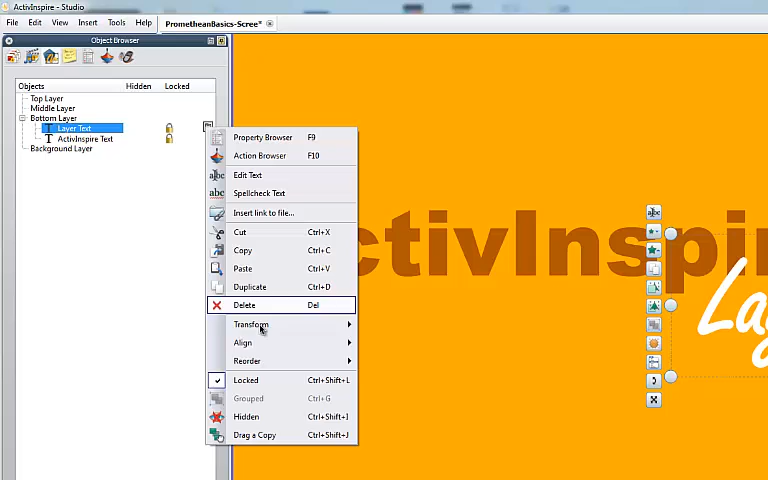 ActivInspire - Studio
File Edit View Insert Tools Help PrometheanBasics-Scree*
Object Browser
Objects Hidden Locked
Top Layer
Middle Layer
Bottom Layer
Layer Text
ActivInspire Text
Background Layer
Property Browser F9
Action Browser F10
Edit Text
Spellcheck Text
Insert link to file...
Cut Ctrl+X
Copy Ctrl+C
Paste Ctrl+V
Duplicate Ctrl+D
Delete Del
Transform
Align
Reorder
Locked Ctrl+Shift+L
Grouped Ctrl+G
Hidden Ctrl+Shift+I
Drag a Copy Ctrl+Shift+J
ctivInspire
Lay